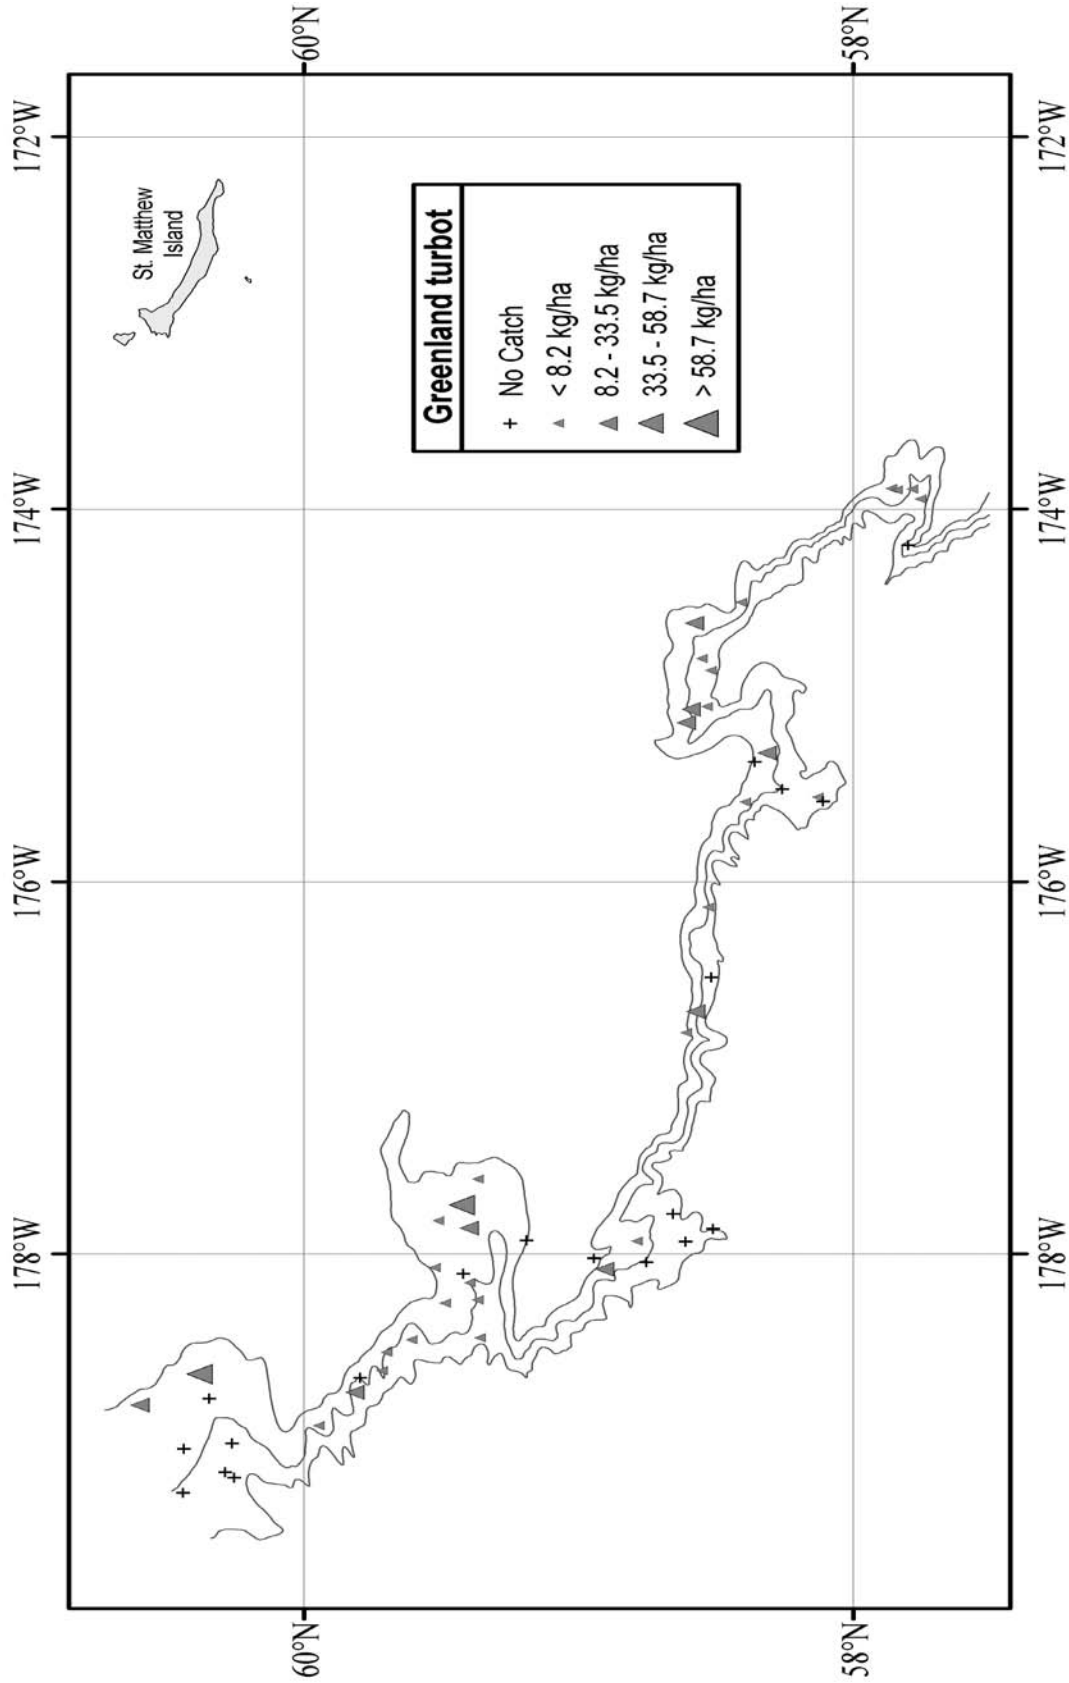 172°W
174°W
176°W
178°W
60°N
60°N
58°N
58°N
St. Matthew
Island
Greenland turbot
No Catch
< 8.2 kg/ha
8.2 - 33.5 kg/ha
33.5 - 58.7 kg/ha
> 58.7 kg/ha
172°W
174°W
176°W
178°W